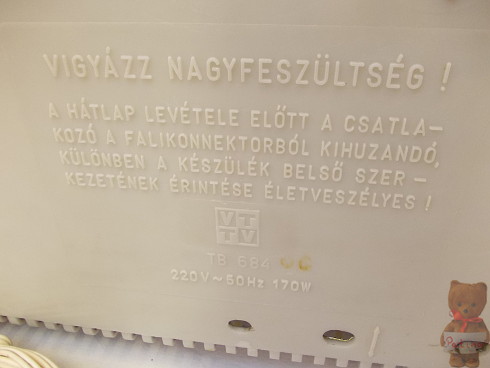 VIGYÁZZ NAGYFESZÜLTSÉG !
A HÁTLAP LEVÉTELE ELŐTT A CSATLA-
KOZÓ A FALIKONNEKTORBÓL KIHUZANDÓ,
KÜLÖNBEN A KÉSZÜLÉK BELSŐ SZER-
KEZETÉNEK ÉRINTÉSE ÉLETVESZÉLYES !
VT
TV
TB 684
220V~50Hz 170W